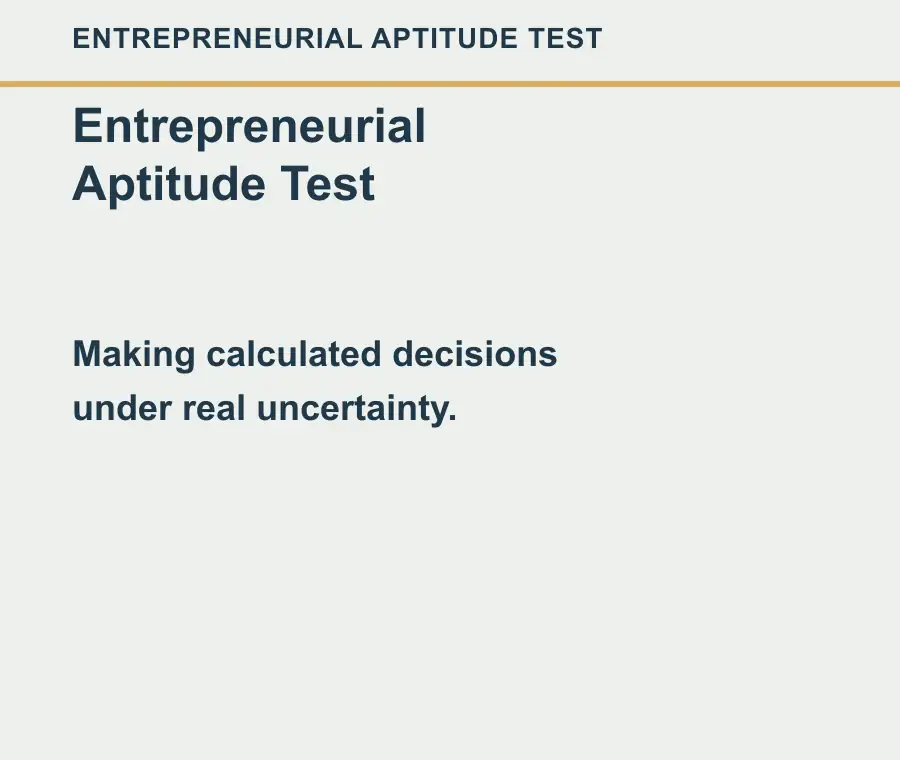 ENTREPRENEURIAL APTITUDE TEST
Entrepreneurial
Aptitude Test
Making calculated decisions
under real uncertainty.